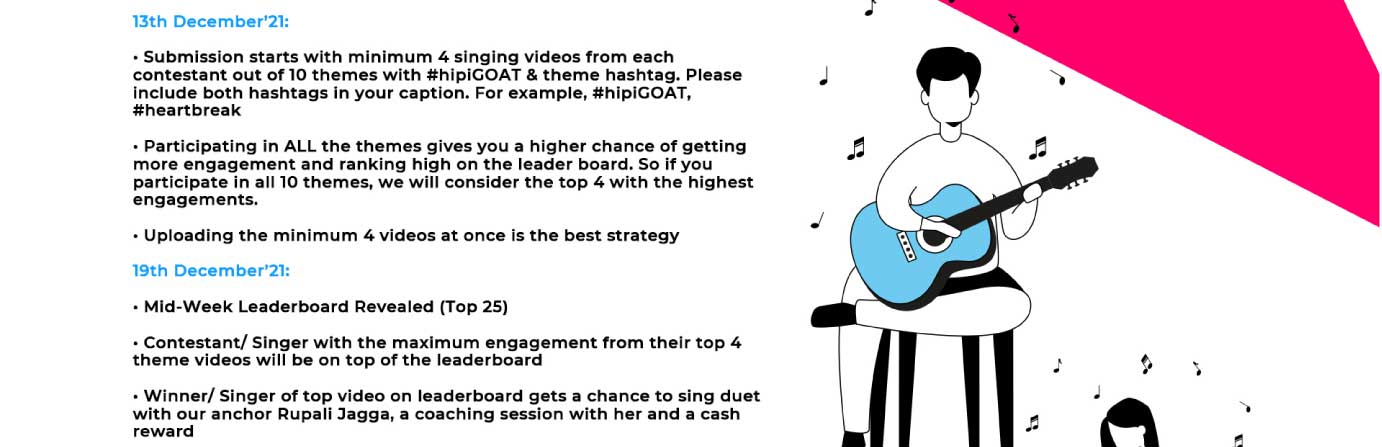 13th December'21:
• Submission starts with minimum 4 singing videos from each
contestant out of 10 themes with #hipiGOAT & theme hashtag. Please
include both hashtags in your caption. For example, #hipiGOAT,
#heartbreak
• Participating in ALL the themes gives you a higher chance of getting
more engagement and ranking high on the leader board. So if you
participate in all 10 themes, we will consider the top 4 with the highest
engagements.
• Uploading the minimum 4 videos at once is the best strategy
19th December'21:
• Mid-Week Leaderboard Revealed (Top 25)
• Contestant/ Singer with the maximum engagement from their top 4
theme videos will be on top of the leaderboard
• Winner/ Singer of top video on leaderboard gets a chance to sing duet
with our anchor Rupali Jagga, a coaching session with her and a cash
reward